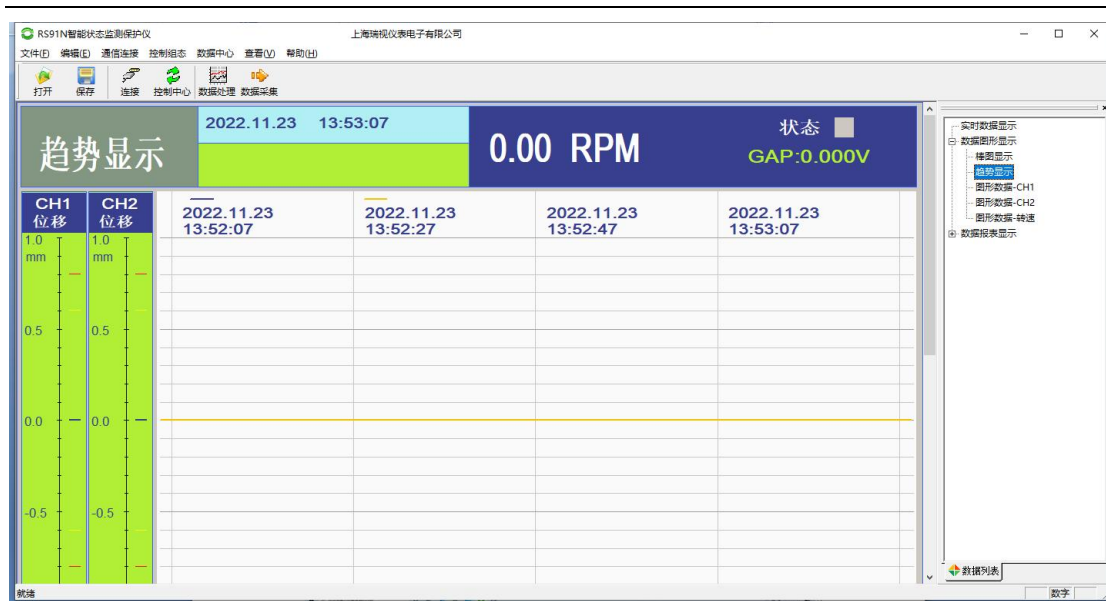 RS91N智能状态监测保护仪 上海瑞视仪表电子有限公司
文件(F) 编辑(E) 通信连接 控制组态 数据中心 查看(V) 帮助(H)
打开 保存 连接 控制中心 数据处理 数据采集
趋势显示
2022.11.23 13:53:07
0.00 RPM
状态
GAP:0.000V
CH1 CH2
位移 位移
2022.11.23 2022.11.23 2022.11.23 2022.11.23
13:52:07 13:52:27 13:52:47 13:53:07
1.0 1.0
mm mm
0.5 0.5
0.0 0.0
-0.5 -0.5
实时数据显示
数据图形显示
棒图显示
趋势显示
图形数据-CH1
图形数据-CH2
图形数据-转速
数据报表显示
数据列表
就绪 数字